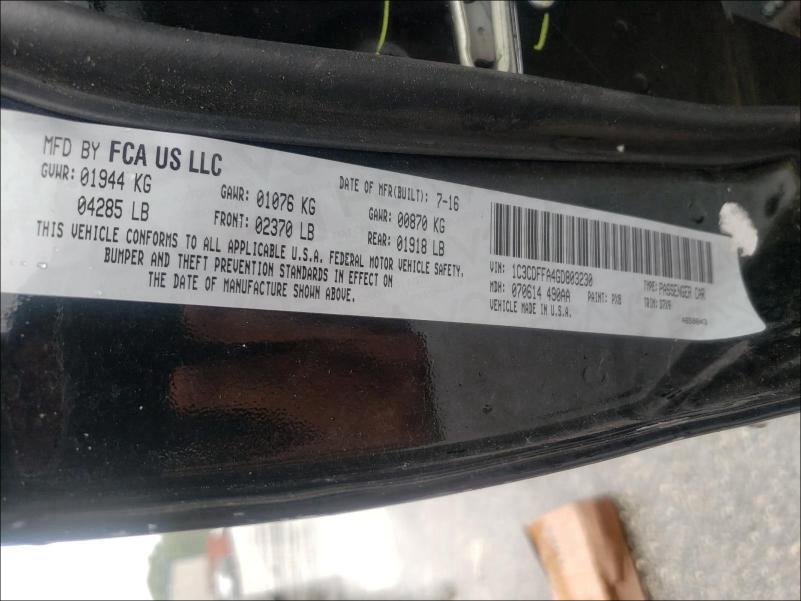 MFD BY FCA US LLC
DATE OF MFR(BUILT): 7-16
GVWR: 01944 KG
04285 LB
GAWR: 01076 KG
FRONT: 02370 LB
GAWR: 00870 KG
REAR: 01918 LB
THIS VEHICLE CONFORMS TO ALL APPLICABLE U.S.A. FEDERAL MOTOR VEHICLE SAFETY,
BUMPER AND THEFT PREVENTION STANDARDS IN EFFECT ON
THE DATE OF MANUFACTURE SHOWN ABOVE.
VIN: 1C3CDFFA4GD803230
TYPE: PASSENGER CAR
MDH: 070614 490AA
PAINT: PX8
VEHICLE MADE IN U.S.A.
TRIM: